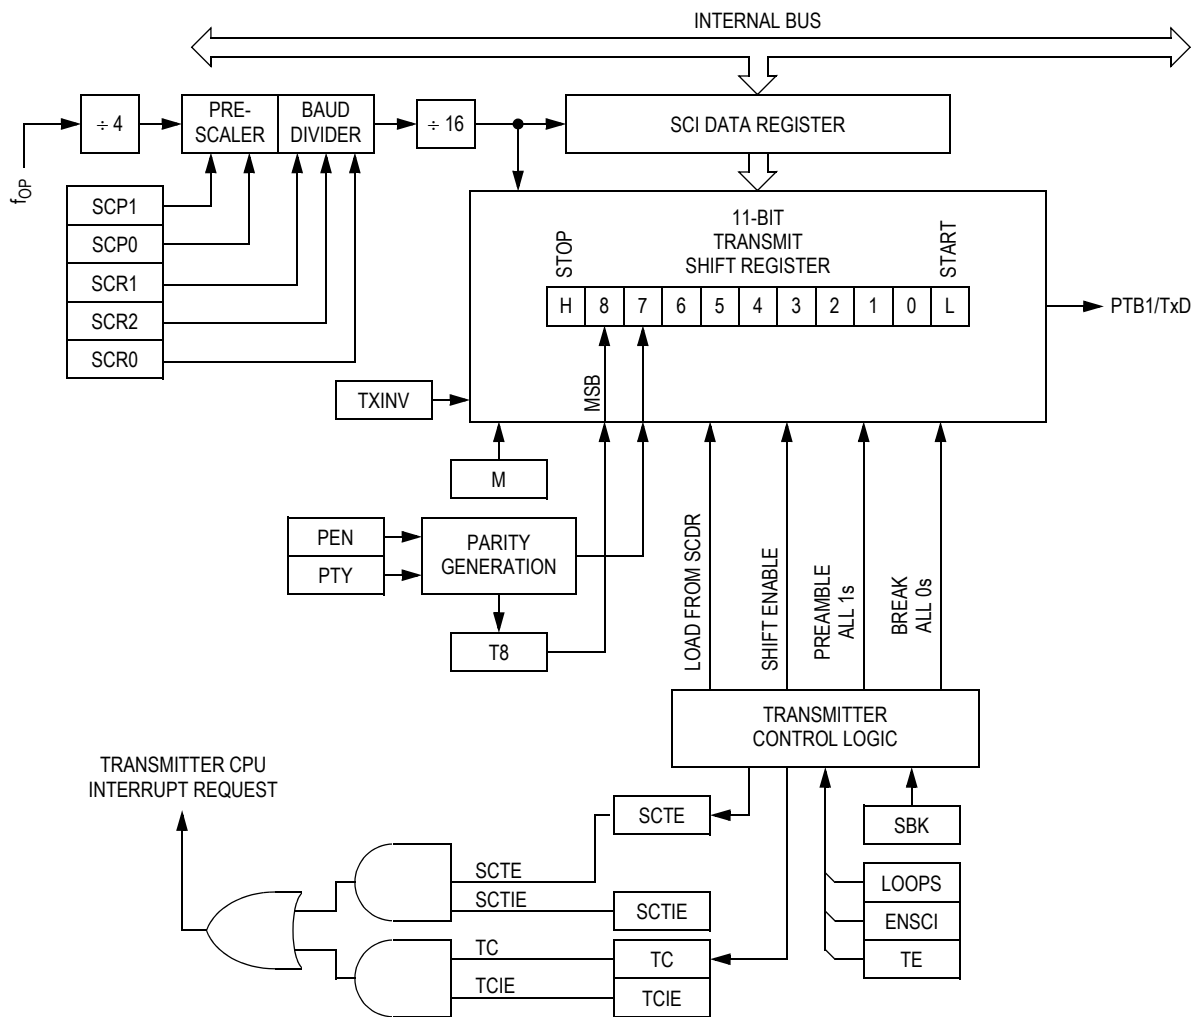 INTERNAL BUS
÷ 4
PRE-
SCALER
BAUD
DIVIDER
÷ 16
SCI DATA REGISTER
fOP
SCP1
SCP0
SCR1
SCR2
SCR0
11-BIT
TRANSMIT
SHIFT REGISTER
STOP
START
H 8 7 6 5 4 3 2 1 0 L
PTB1/TxD
MSB
TXINV
M
PEN
PTY
PARITY
GENERATION
T8
LOAD FROM SCDR
SHIFT ENABLE
PREAMBLE
ALL 1s
BREAK
ALL 0s
TRANSMITTER
CONTROL LOGIC
TRANSMITTER CPU
INTERRUPT REQUEST
SCTE
SBK
SCTE
SCTIE
SCTIE
LOOPS
ENSCI
TE
TC
TC
TCIE
TCIE